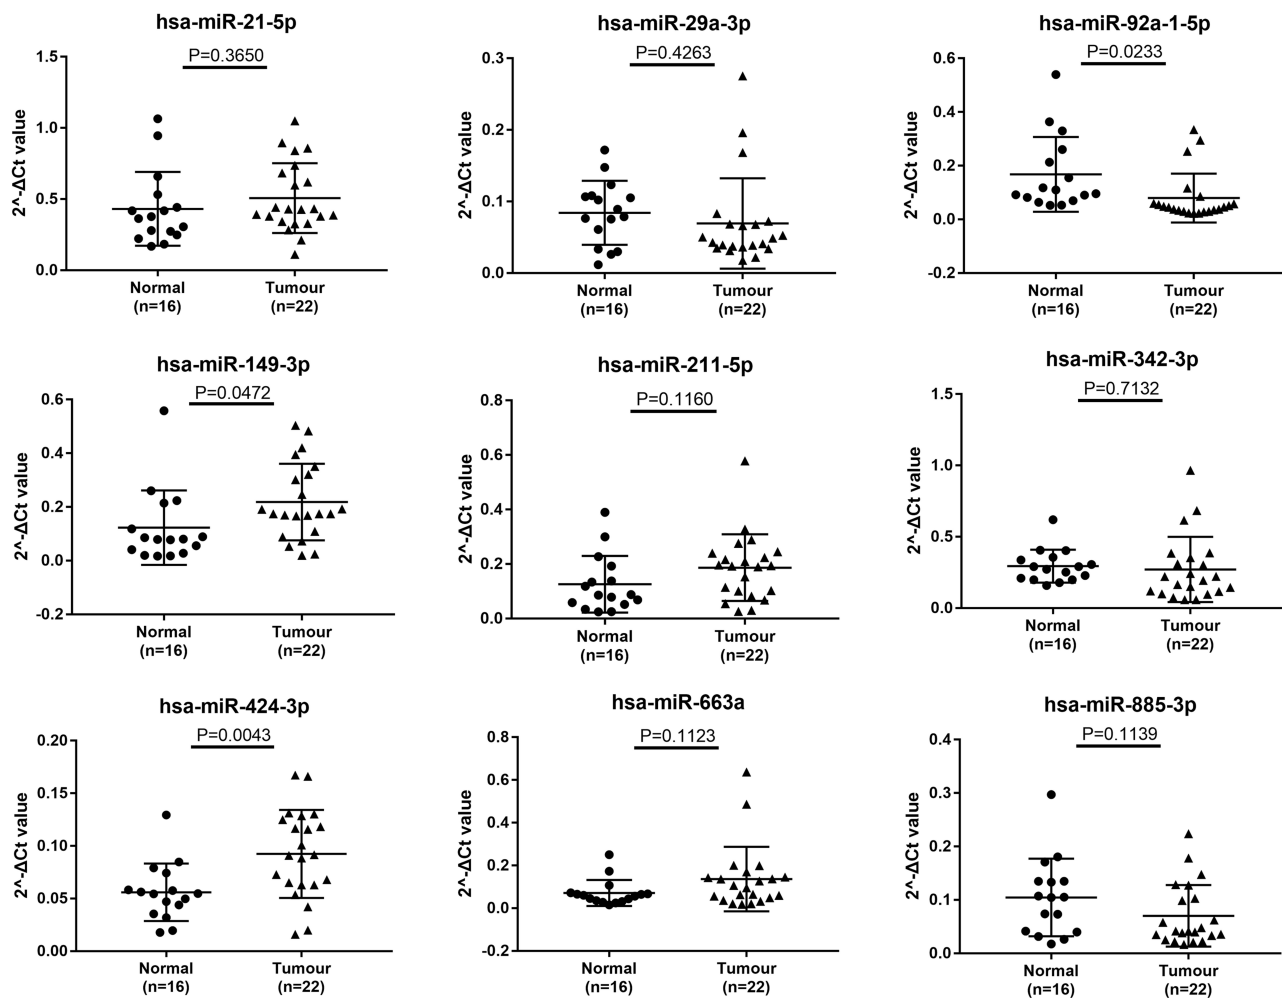 hsa-miR-21-5p
P=0.3650
2^-ΔCt value
1.5
1.0
0.5
0.0
Normal
(n=16)
Tumour
(n=22)
hsa-miR-29a-3p
P=0.4263
2^-ΔCt value
0.3
0.2
0.1
0.0
Normal
(n=16)
Tumour
(n=22)
hsa-miR-92a-1-5p
P=0.0233
2^-ΔCt value
0.6
0.4
0.2
0.0
-0.2
Normal
(n=16)
Tumour
(n=22)
hsa-miR-149-3p
P=0.0472
2^-ΔCt value
0.6
0.4
0.2
0.0
-0.2
Normal
(n=16)
Tumour
(n=22)
hsa-miR-211-5p
P=0.1160
2^-ΔCt value
0.8
0.6
0.4
0.2
0.0
Normal
(n=16)
Tumour
(n=22)
hsa-miR-342-3p
P=0.7132
2^-ΔCt value
1.5
1.0
0.5
0.0
Normal
(n=16)
Tumour
(n=22)
hsa-miR-424-3p
P=0.0043
2^-ΔCt value
0.20
0.15
0.10
0.05
0.00
Normal
(n=16)
Tumour
(n=22)
hsa-miR-663a
P=0.1123
2^-ΔCt value
0.8
0.6
0.4
0.2
0.0
-0.2
Normal
(n=16)
Tumour
(n=22)
hsa-miR-885-3p
P=0.1139
2^-ΔCt value
0.4
0.3
0.2
0.1
0.0
Normal
(n=16)
Tumour
(n=22)